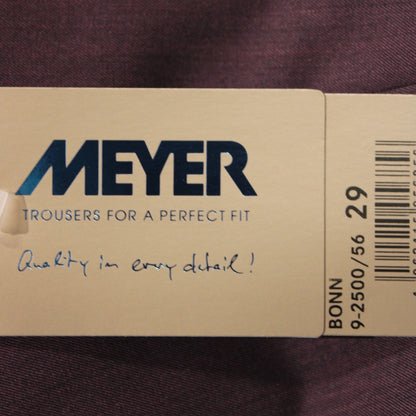 MEYER
TROUSERS FOR A PERFECT FIT
Quality in every detail!
BONN
9-2500/56 29